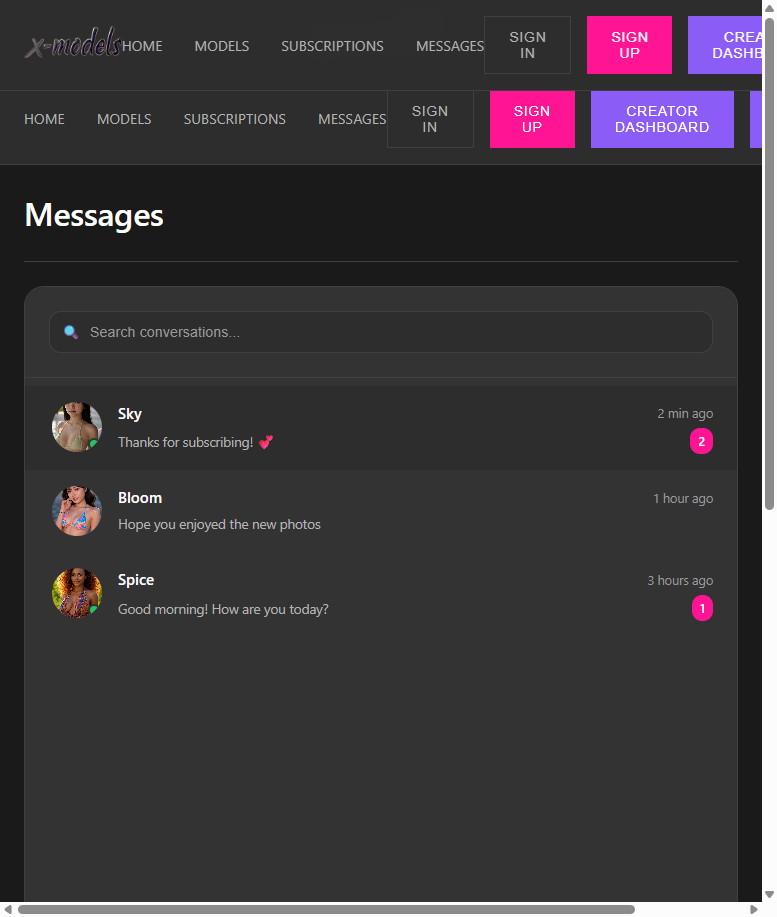 x-models HOME MODELS SUBSCRIPTIONS MESSAGES SIGN IN SIGN UP CREA DASHB
HOME MODELS SUBSCRIPTIONS MESSAGES SIGN IN SIGN UP CREATOR DASHBOARD
Messages
🔍 Search conversations...
Sky 2 min ago
Thanks for subscribing! 💕 2
Bloom 1 hour ago
Hope you enjoyed the new photos
Spice 3 hours ago
Good morning! How are you today? 1